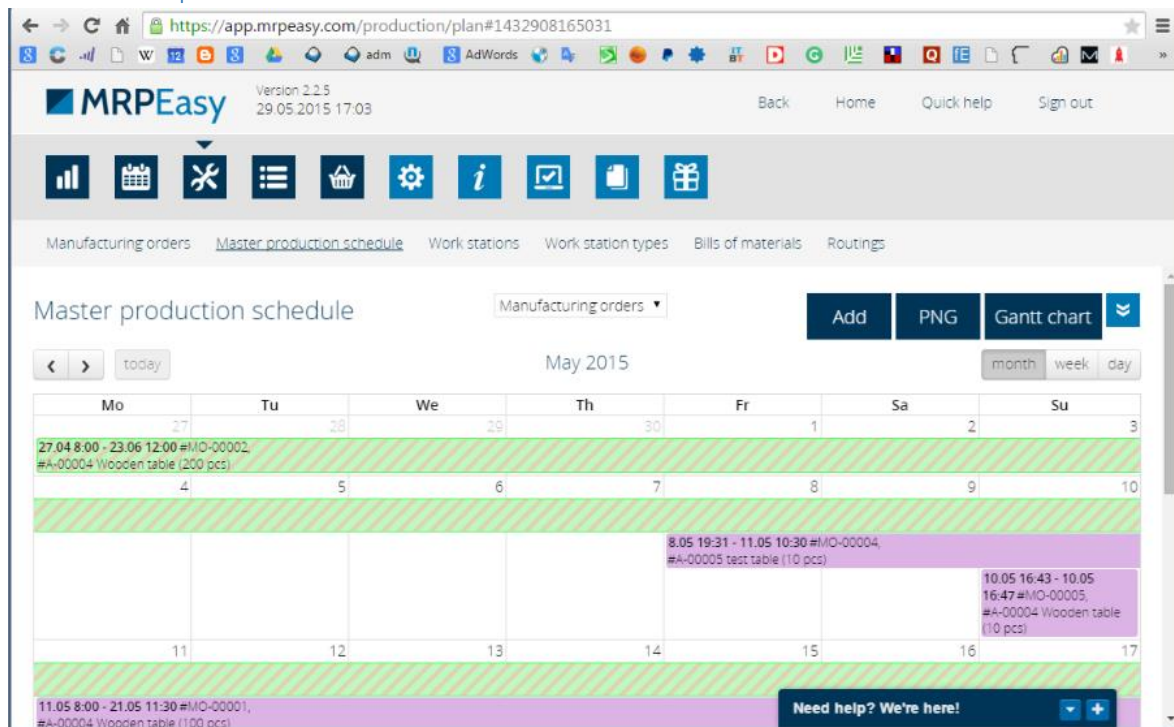 https://app.mrpeasy.com/production/plan#1432908165031
W 12 adm AdWords
MRPEasy
Version 2.2.5
29.05.2015 17:03
Back Home Quick help Sign out
Manufacturing orders Master production schedule Work stations Work station types Bills of materials Routings
Master production schedule
Manufacturing orders
Add PNG Gantt chart
today
May 2015
month week day
Mo Tu We Th Fr Sa Su
27 28 29 30 1 2 3
27.04 8:00 - 23.06 12:00 #MO-00002,
#A-00004 Wooden table (200 pcs)
4 5 6 7 8 9 10
8.05 19:31 - 11.05 10:30 #MO-00004,
#A-00005 test table (10 pcs)
10.05 16:43 - 10.05
16:47 #MO-00005,
#A-00004 Wooden table
(10 pcs)
11 12 13 14 15 16 17
11.05 8:00 - 21.05 11:30 #MO-00001,
#A-00004 Wooden table (100 pcs)
Need help? We're here!